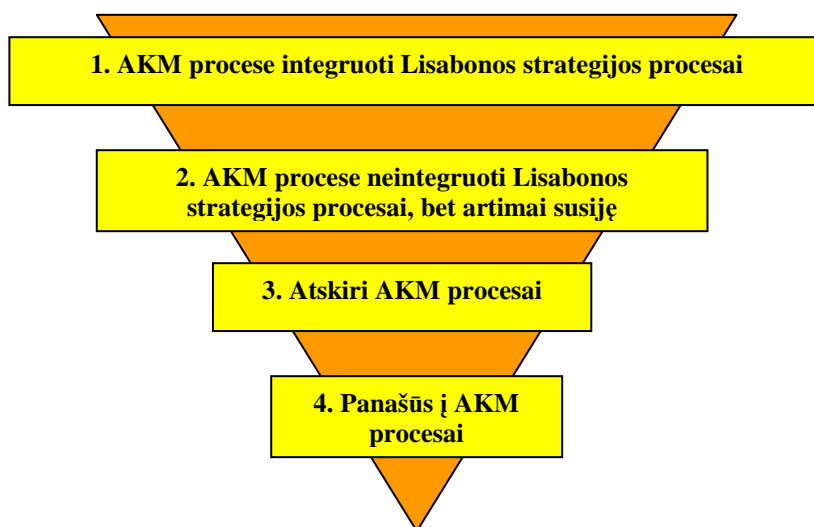 1. AKM procese integruoti Lisabonos strategijos procesai
2. AKM procese neintegruoti Lisabonos
strategijos procesai, bet artimai susiję
3. Atskiri AKM procesai
4. Panašūs į AKM
procesai